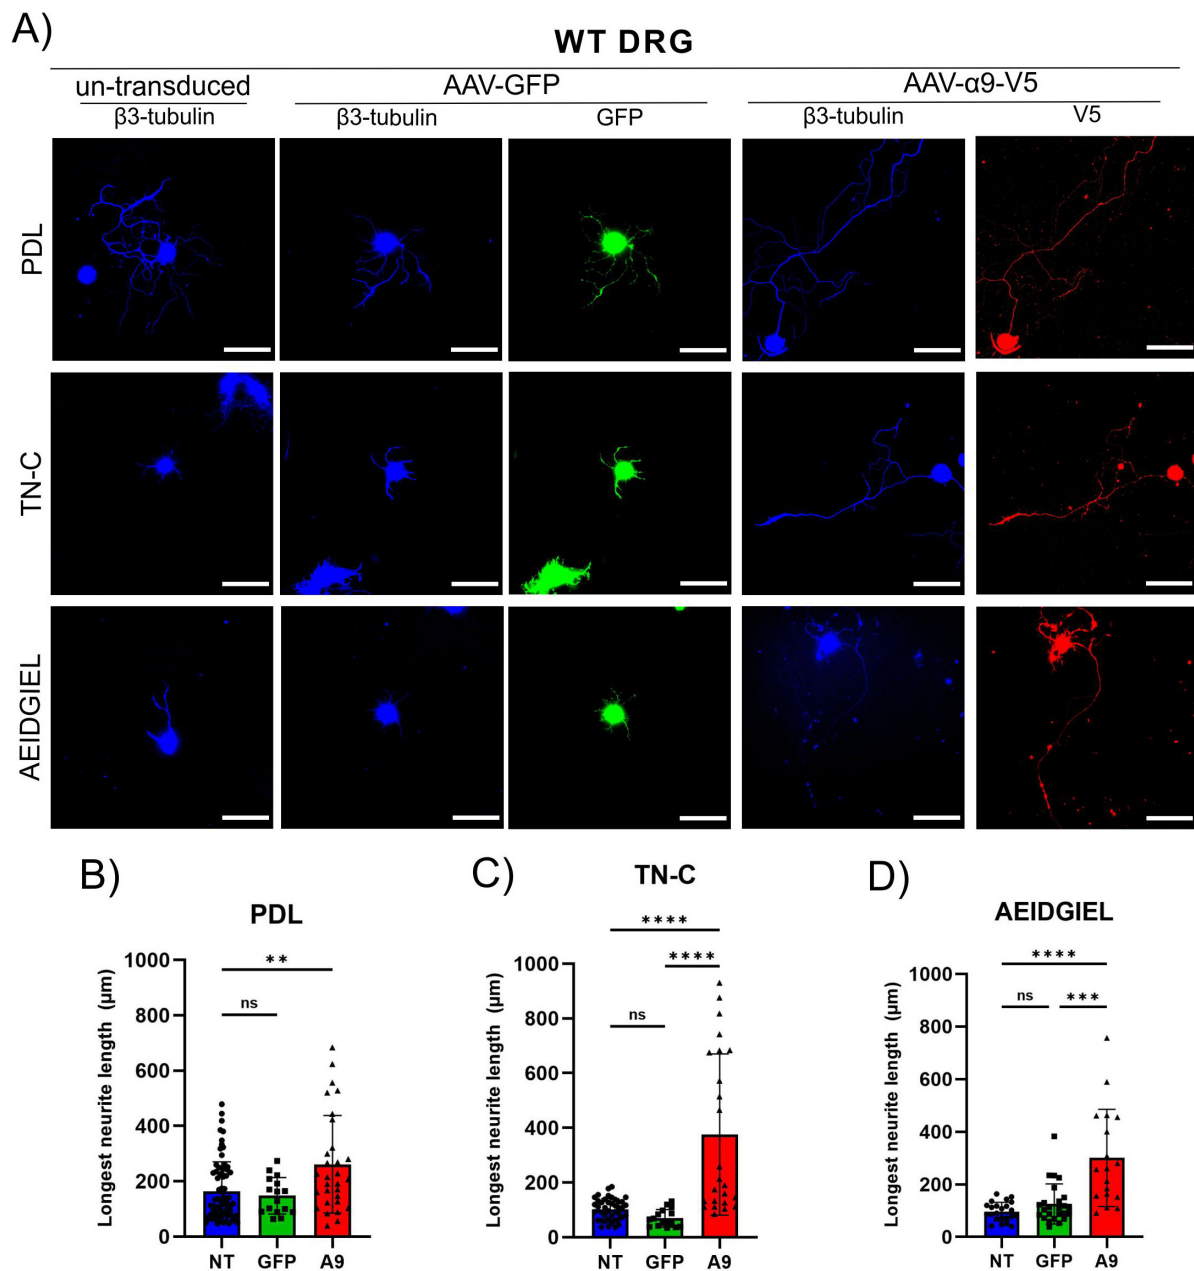 A)
WT DRG
un-transduced AAV-GFP AAV-α9-V5
β3-tubulin β3-tubulin GFP β3-tubulin V5
PDL
TN-C
AEIDGIEL
B)
PDL
**
ns
Longest neurite length (μm)
1000
800
600
400
200
0
NT GFP A9
C)
TN-C
****
****
ns
Longest neurite length (μm)
1000
800
600
400
200
0
NT GFP A9
D)
AEIDGIEL
****
ns ***
Longest neurite length (μm)
1000
800
600
400
200
0
NT GFP A9